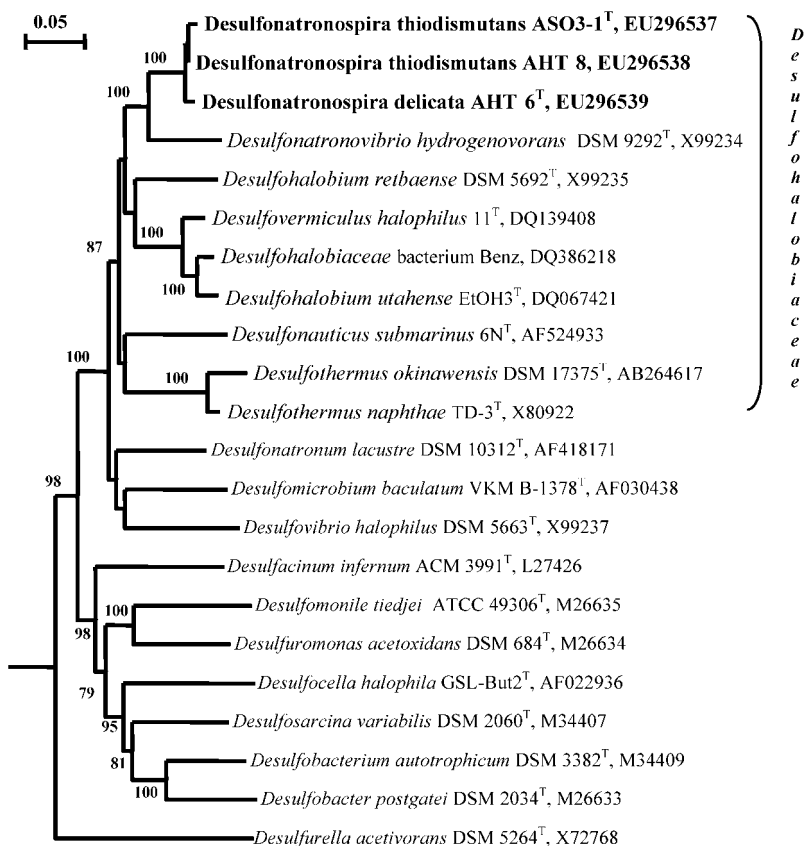 0.05
Desulfonatronospira thiodismutans ASO3-1T, EU296537
Desulfonatronospira thiodismutans AHT 8, EU296538
Desulfonatronospira delicata AHT 6T, EU296539
Desulfonatronovibrio hydrogenovorans DSM 9292T, X99234
Desulfohalobium retbaense DSM 5692T, X99235
Desulfovermiculus halophilus 11T, DQ139408
Desulfohalobiaceae bacterium Benz, DQ386218
Desulfohalobium utahense EtOH3T, DQ067421
Desulfonauticus submarinus 6NT, AF524933
Desulfothermus okinawensis DSM 17375T, AB264617
Desulfothermus naphthae TD-3T, X80922
Desulfonatronum lacustre DSM 10312T, AF418171
Desulfomicrobium baculatum VKM B-1378T, AF030438
Desulfovibrio halophilus DSM 5663T, X99237
Desulfacinum infernum ACM 3991T, L27426
Desulfomonile tiedjei ATCC 49306T, M26635
Desulfuromonas acetoxidans DSM 684T, M26634
Desulfocella halophila GSL-But2T, AF022936
Desulfosarcina variabilis DSM 2060T, M34407
Desulfobacterium autotrophicum DSM 3382T, M34409
Desulfobacter postgatei DSM 2034T, M26633
Desulfurella acetivorans DSM 5264T, X72768
Desulfohalobiaceae
100
100
87
100
100
100
100
98
98
100
79
95
81
100